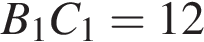 B₁C₁ = 12